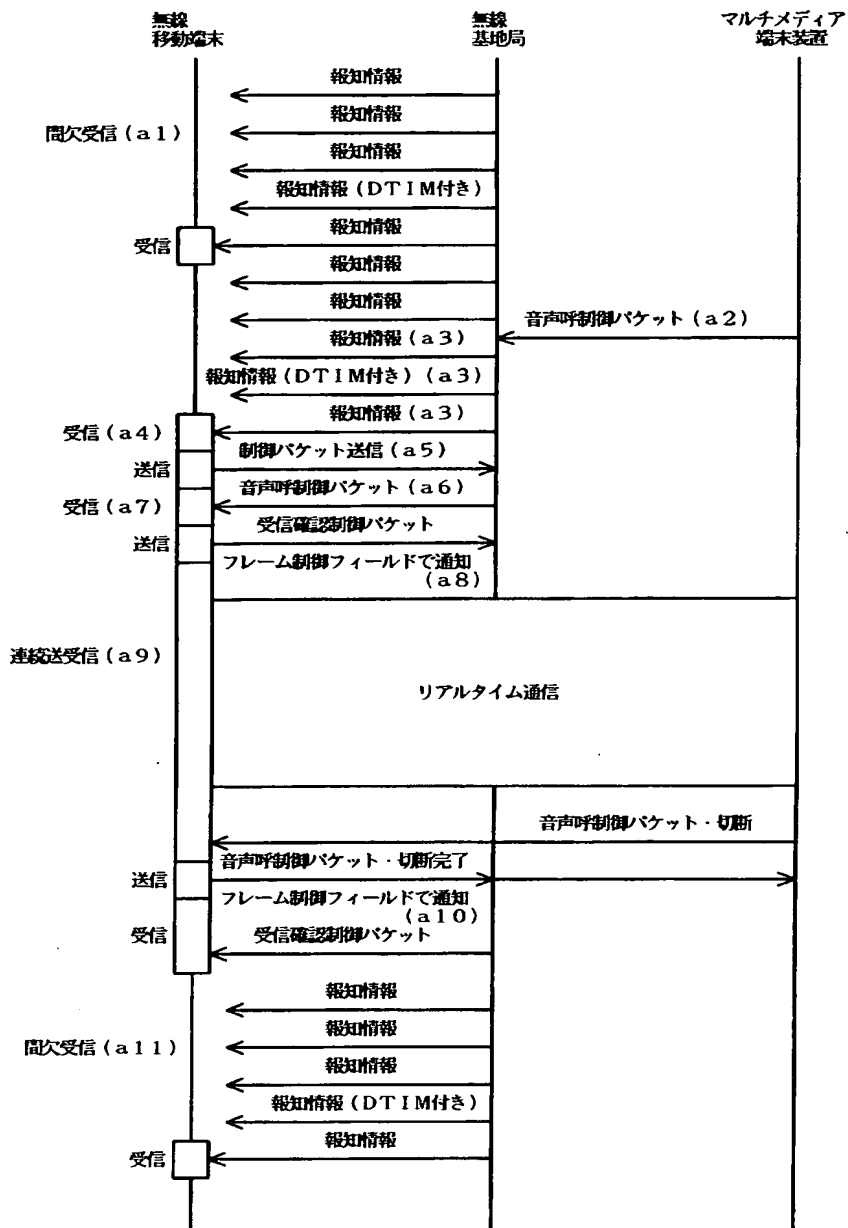 無線
移動端末
無線
基地局
マルチメディア
端末装置
報知情報
報知情報
間欠受信（a1）
報知情報
報知情報（DTIM付き）
報知情報
受信
報知情報
報知情報
音声呼制御パケット（a2）
報知情報（a3）
報知情報（DTIM付き）（a3）
報知情報（a3）
受信（a4）
制御パケット送信（a5）
送信
音声呼制御パケット（a6）
受信（a7）
受信確認制御パケット
送信
フレーム制御フィールドで通知
（a8）
連続送受信（a9）
リアルタイム通信
音声呼制御パケット・切断
音声呼制御パケット・切断完了
送信
フレーム制御フィールドで通知
（a10）
受信
受信確認制御パケット
報知情報
報知情報
間欠受信（a11）
報知情報
報知情報（DTIM付き）
報知情報
受信